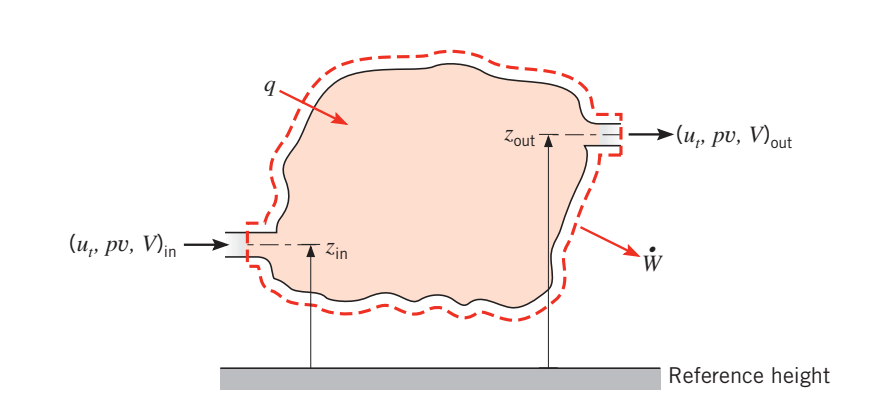 q
z_out
(u_t, pv, V)_out
(u_t, pv, V)_in
z_in
Ẇ
Reference height